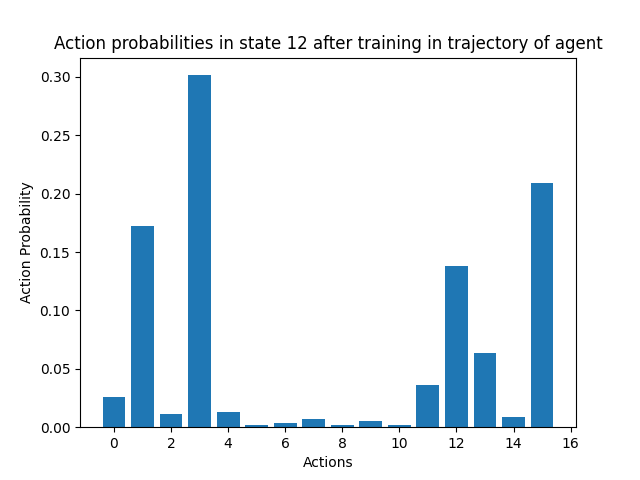 Action probabilities in state 12 after training in trajectory of agent
0.30
0.25
0.20
0.15
0.10
0.05
0.00
Action Probability
0 2 4 6 8 10 12 14 16
Actions